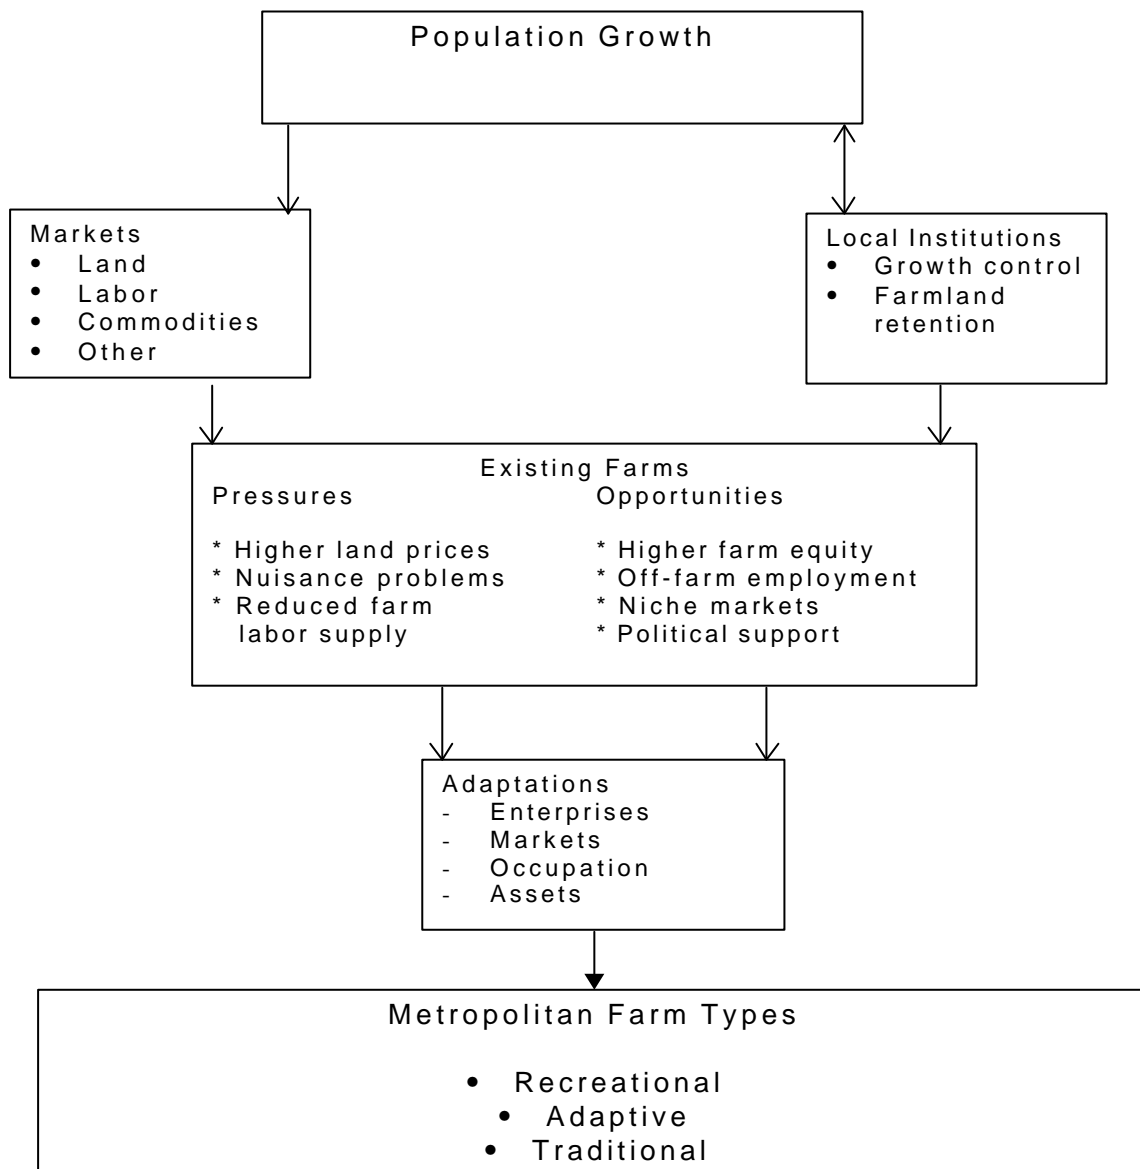 Population Growth
Markets
• Land
• Labor
• Commodities
• Other
Local Institutions
• Growth control
• Farmland
retention
Existing Farms
Pressures
* Higher land prices
* Nuisance problems
* Reduced farm
labor supply
Opportunities
* Higher farm equity
* Off-farm employment
* Niche markets
* Political support
Adaptations
- Enterprises
- Markets
- Occupation
- Assets
Metropolitan Farm Types
• Recreational
• Adaptive
• Traditional